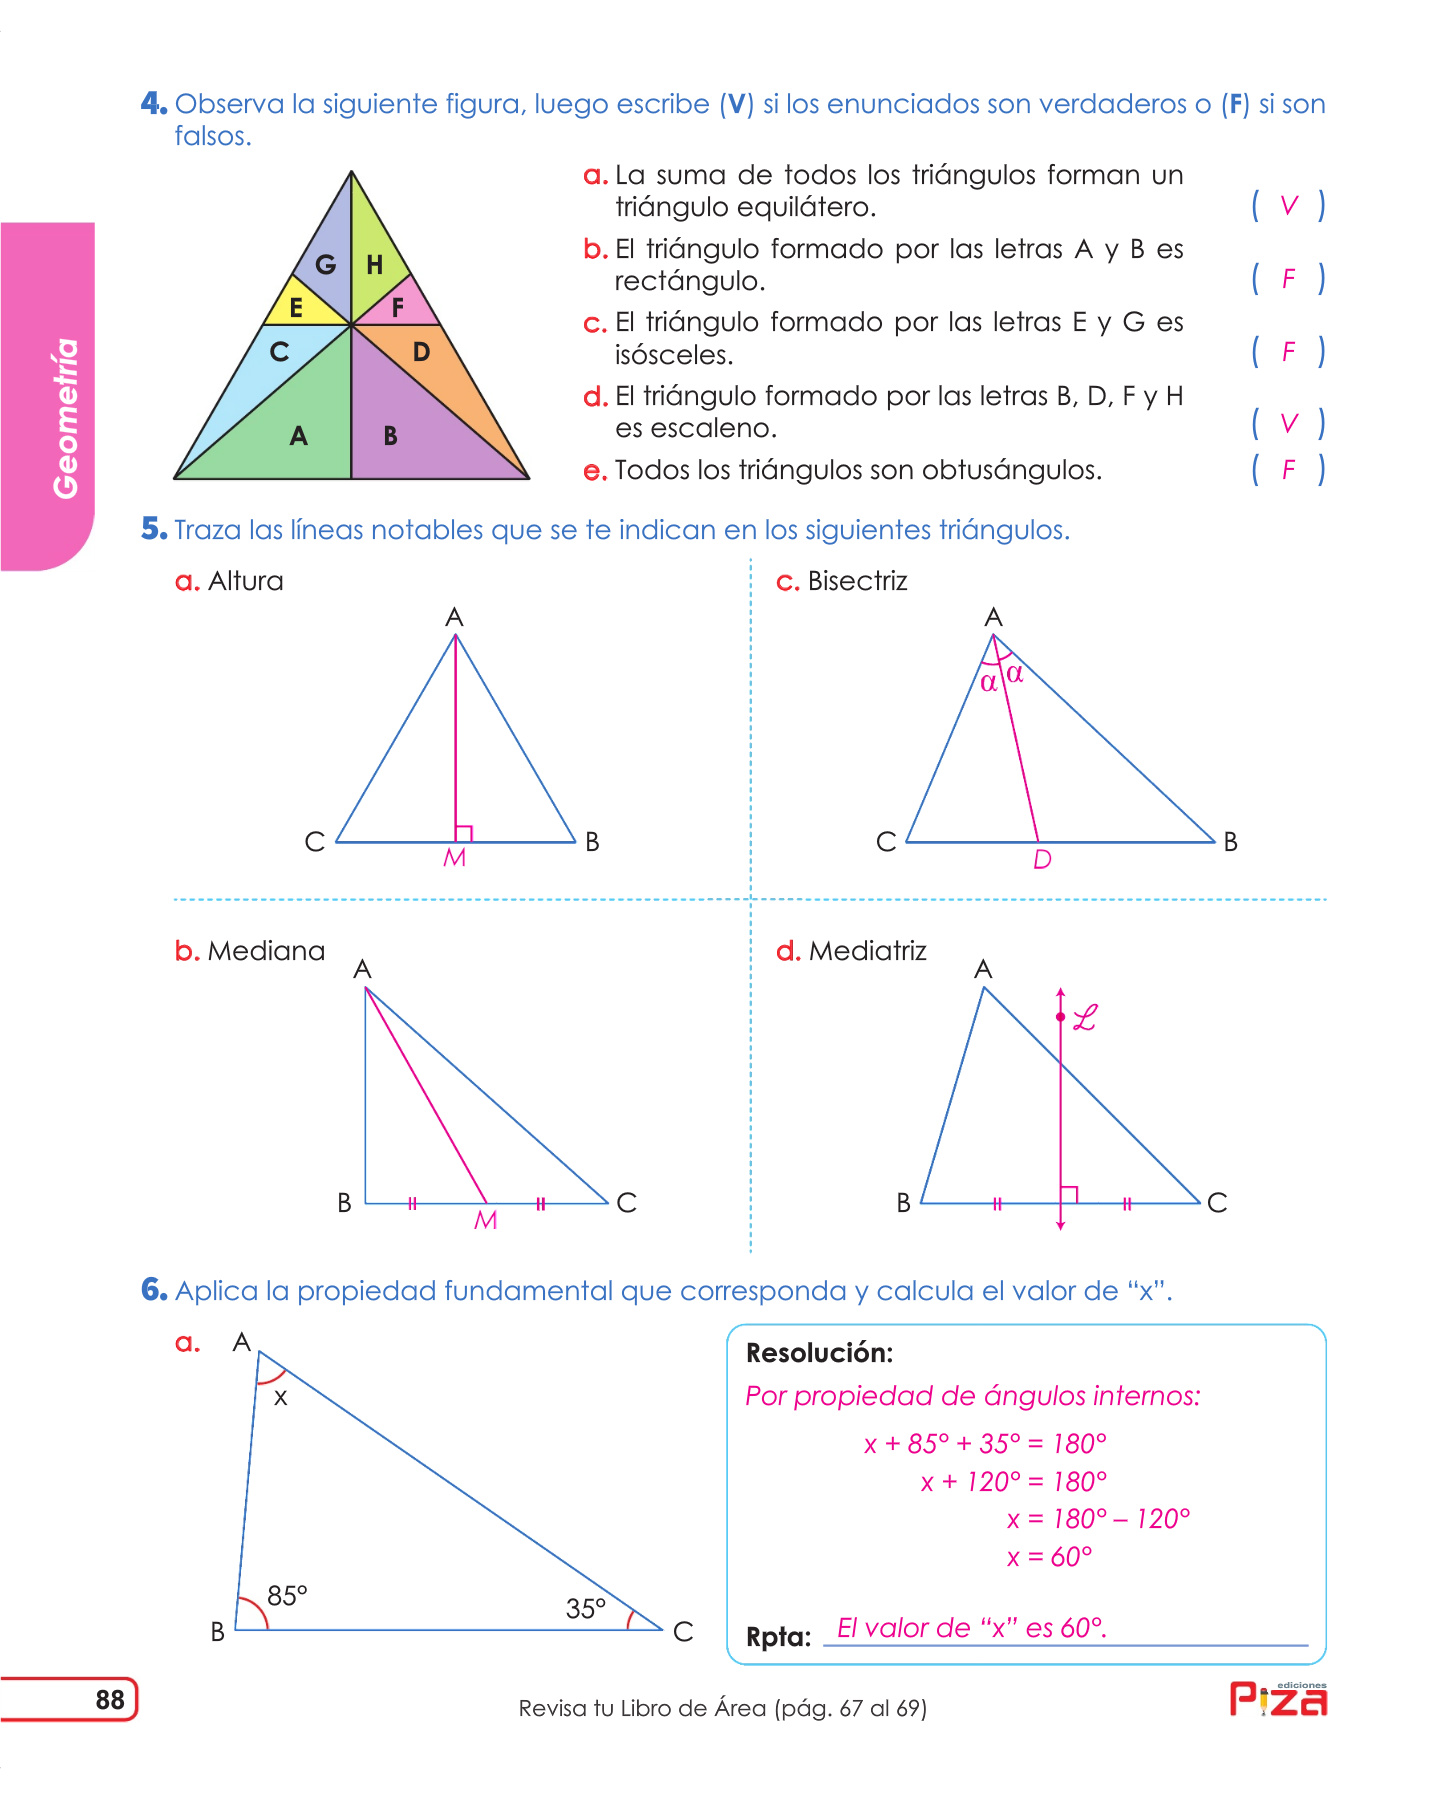 4. Observa la siguiente figura, luego escribe (V) si los enunciados son verdaderos o (F) si son
falsos.
G H
E F
C D
A B
a. La suma de todos los triángulos forman un
triángulo equilátero. ( V )
b. El triángulo formado por las letras A y B es
rectángulo. ( F )
c. El triángulo formado por las letras E y G es
isósceles. ( F )
d. El triángulo formado por las letras B, D, F y H
es escaleno. ( V )
e. Todos los triángulos son obtusángulos. ( F )
Geometría
5. Traza las líneas notables que se te indican en los siguientes triángulos.
a. Altura
A
C B
M
c. Bisectriz
A
α α
C B
D
b. Mediana
A
B C
M
d. Mediatriz
A
ℒ
B C
6. Aplica la propiedad fundamental que corresponda y calcula el valor de “x”.
a. A
x
85°
35°
B C
Resolución:
Por propiedad de ángulos internos:
x + 85° + 35° = 180°
x + 120° = 180°
x = 180° – 120°
x = 60°
Rpta: El valor de “x” es 60°.
88
Revisa tu Libro de Área (pág. 67 al 69)
ediciones
Piza